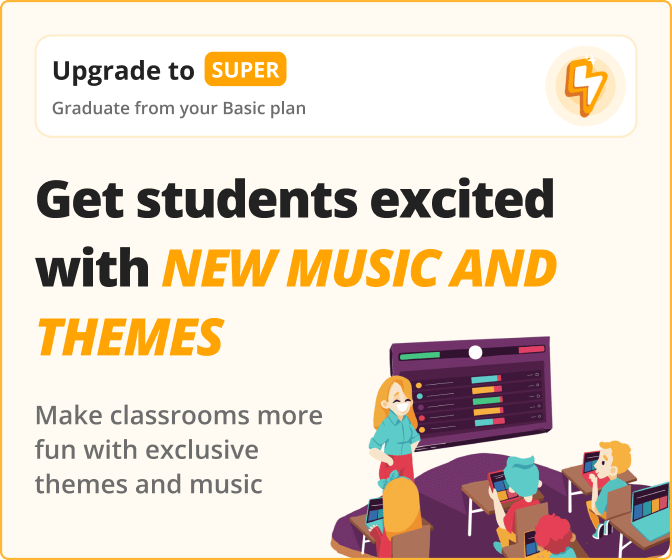 Upgrade to SUPER
Graduate from your Basic plan
Get students excited
with NEW MUSIC AND
THEMES
Make classrooms more
fun with exclusive
themes and music